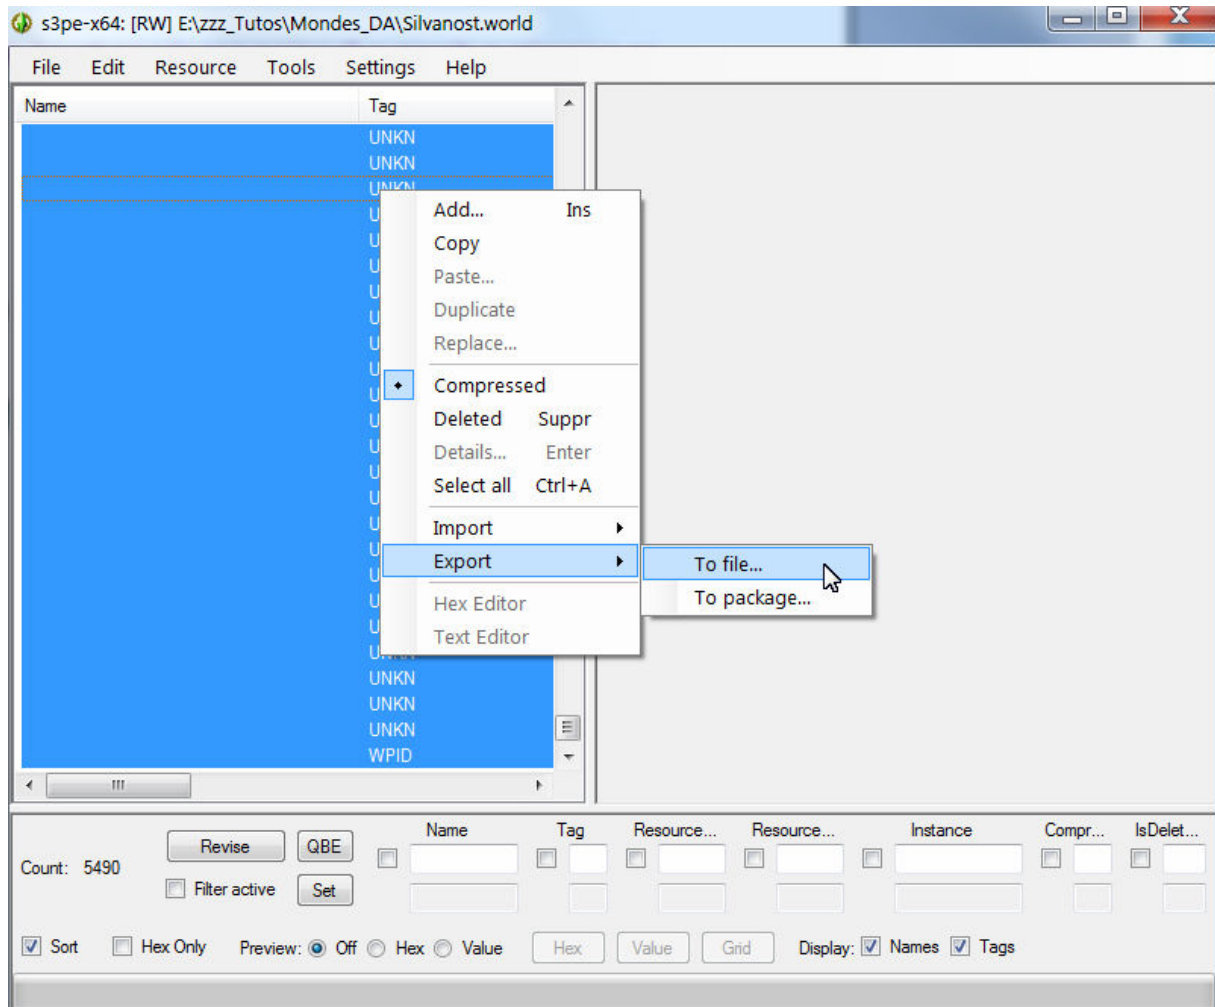 s3pe-x64: [RW] E:\zzz_Tutos\Mondes_DA\Silvanost.world
File Edit Resource Tools Settings Help
Name Tag
UNKN
UNKN
UNKN
U
Add... Ins
U
Copy
U
Paste...
U
Duplicate
U
Replace...
U
U
Compressed
U
Deleted Suppr
U
Details... Enter
U
Select all Ctrl+A
U
Import
U
Export
To file...
U
To package...
U
Hex Editor
U
Text Editor
UNKN
UNKN
UNKN
UNKN
WPID
Name Tag Resource... Resource... Instance Compr... IsDelet...
Revise QBE
Count: 5490
Filter active Set
Sort Hex Only Preview: Off Hex Value Hex Value Grid Display: Names Tags